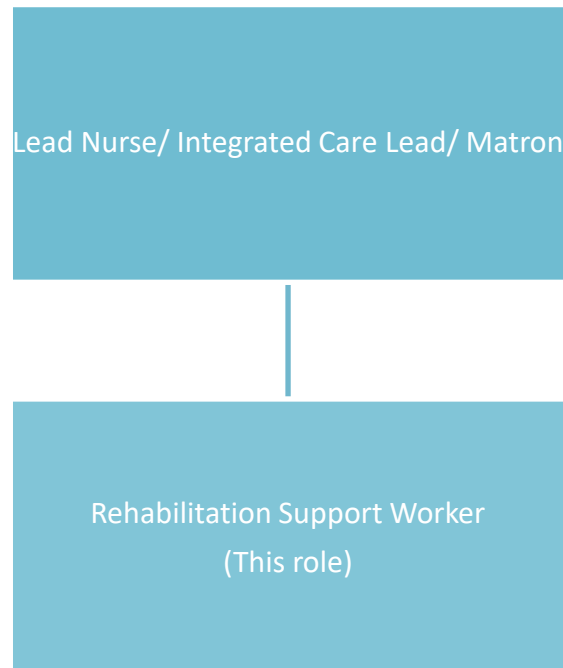 Lead Nurse/ Integrated Care Lead/ Matron
Rehabilitation Support Worker
(This role)